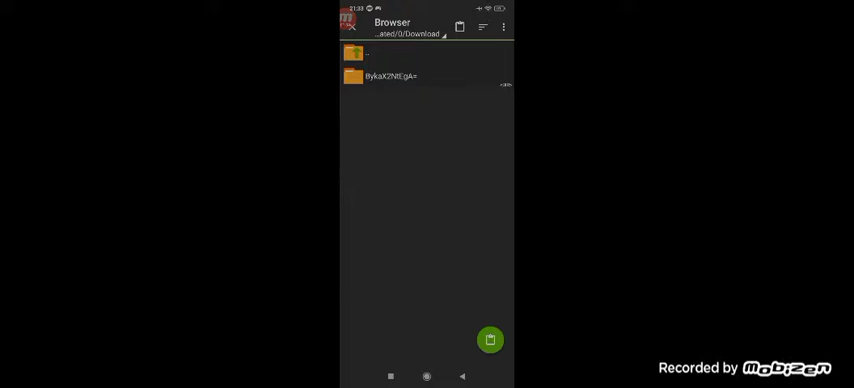 21:33
Browser
...ated/0/Download
..
BykaX2NtEgA=
Recorded by Mobizen